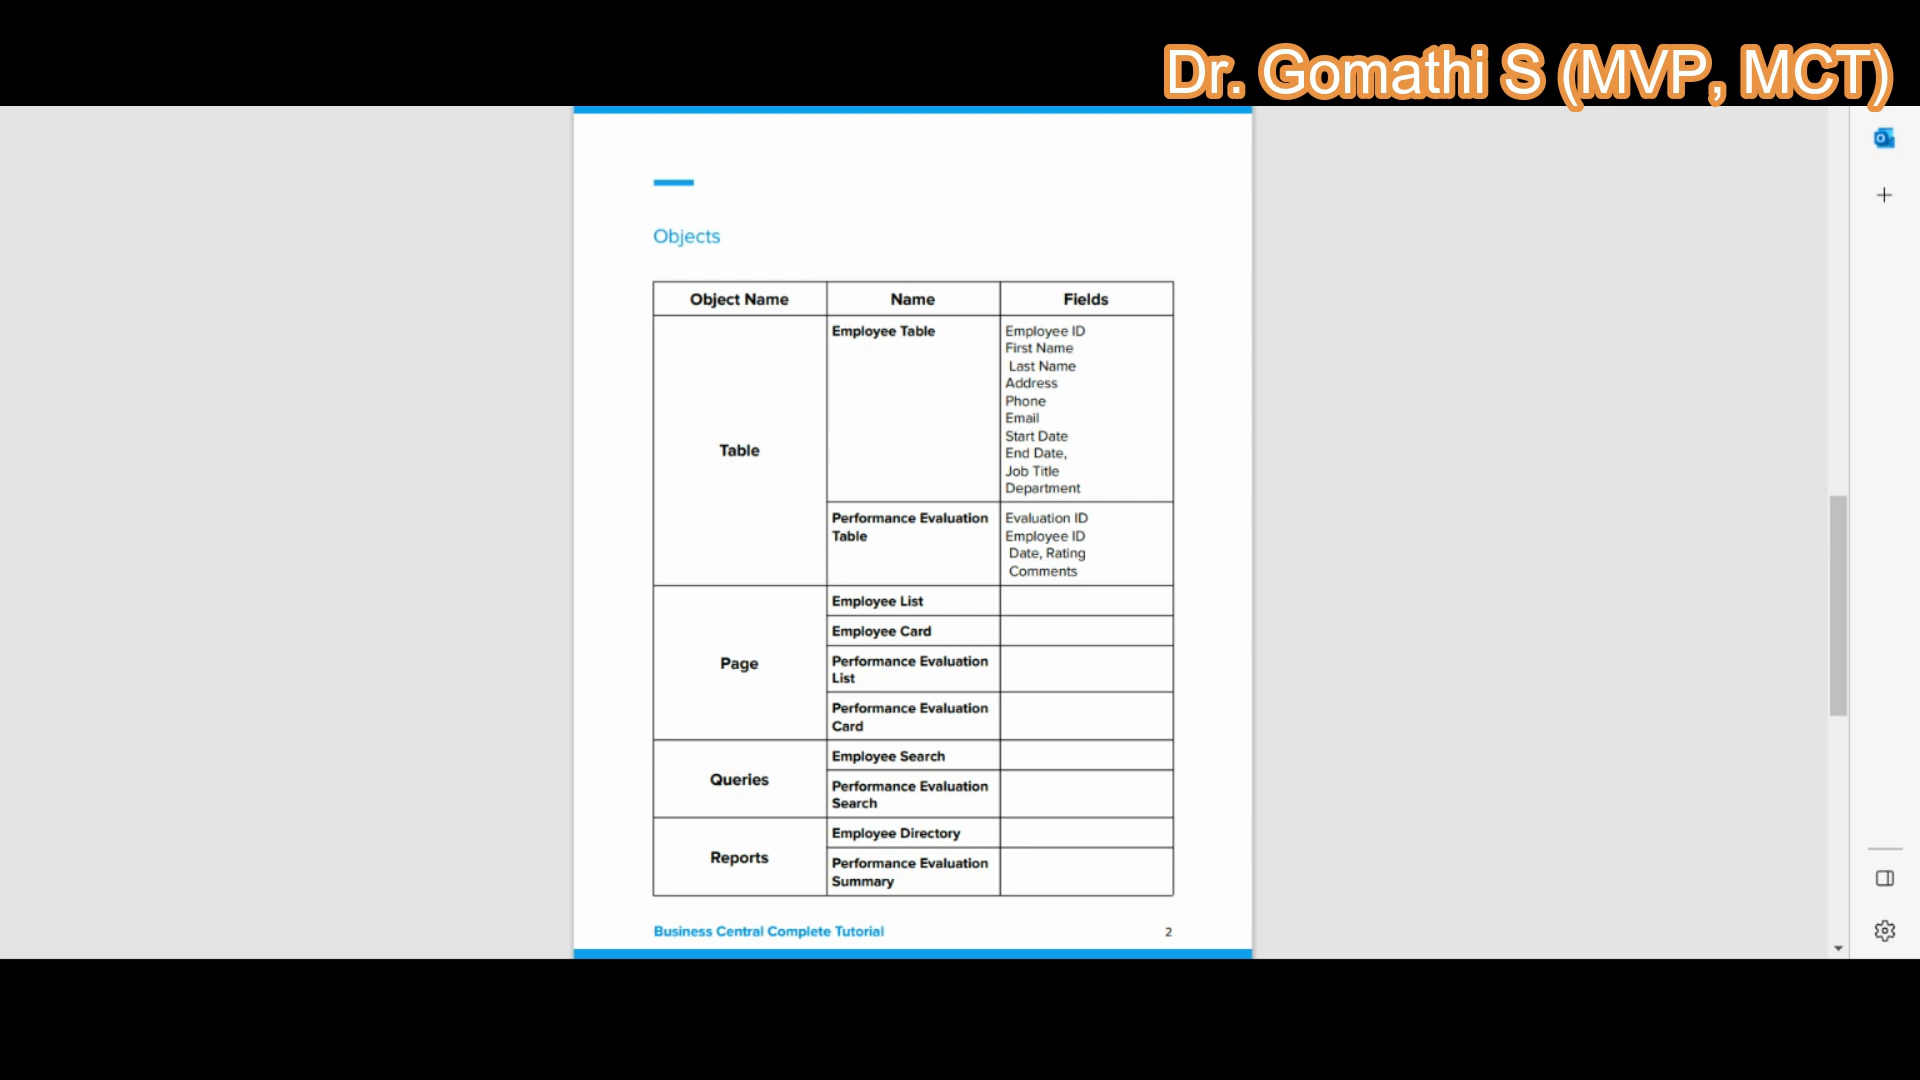 Dr. Gomathi S (MVP, MCT)
Objects
Object Name Name Fields
Table
Employee Table
Employee ID
First Name
Last Name
Address
Phone
Email
Start Date
End Date,
Job Title
Department
Performance Evaluation
Table
Evaluation ID
Employee ID
Date, Rating
Comments
Page
Employee List
Employee Card
Performance Evaluation
List
Performance Evaluation
Card
Queries
Employee Search
Performance Evaluation
Search
Reports
Employee Directory
Performance Evaluation
Summary
Business Central Complete Tutorial 2